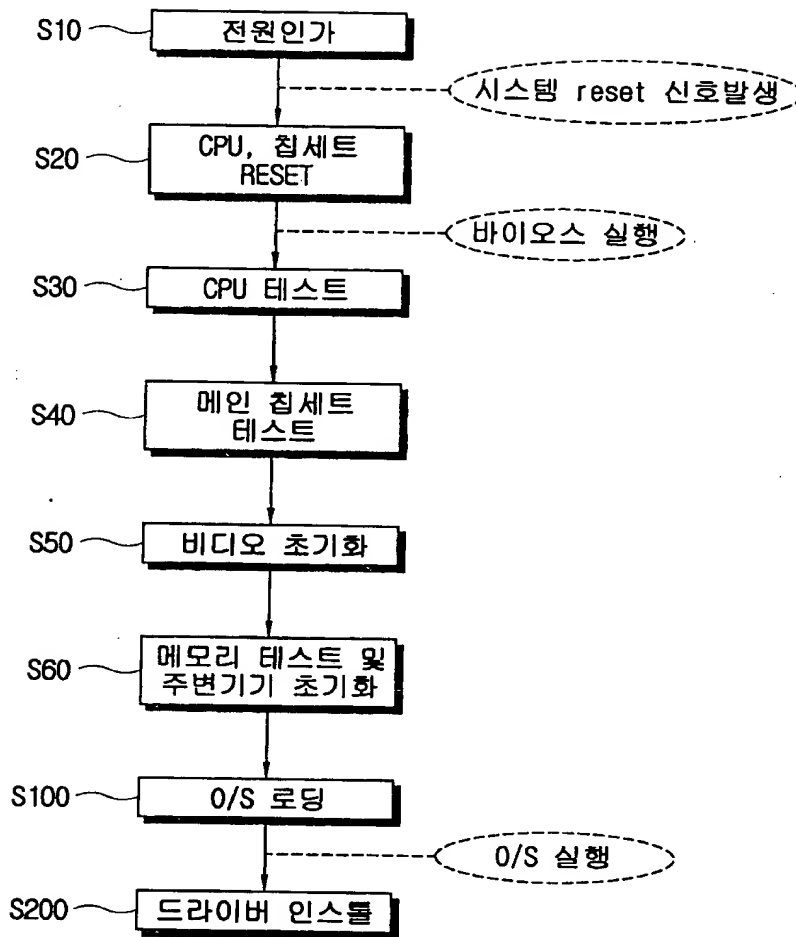 S10 전원인가
시스템 reset 신호발생
S20 CPU, 칩세트
RESET
바이오스 실행
S30 CPU 테스트
S40 메인 칩세트
테스트
S50 비디오 초기화
S60 메모리 테스트 및
주변기기 초기화
S100 O/S 로딩
O/S 실행
S200 드라이버 인스톨